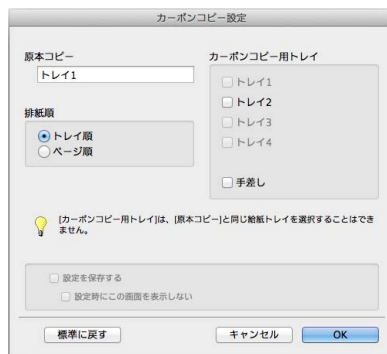 カーボンコピー設定
原本コピー
トレイ1
排紙順
トレイ順
ページ順
カーボンコピー用トレイ
トレイ1
トレイ2
トレイ3
トレイ4
手差し
[カーボンコピー用トレイ]は、[原本コピー]と同じ給紙トレイを選択することはでき
ません。
設定を保存する
設定時にこの画面を表示しない
標準に戻す
キャンセル
OK